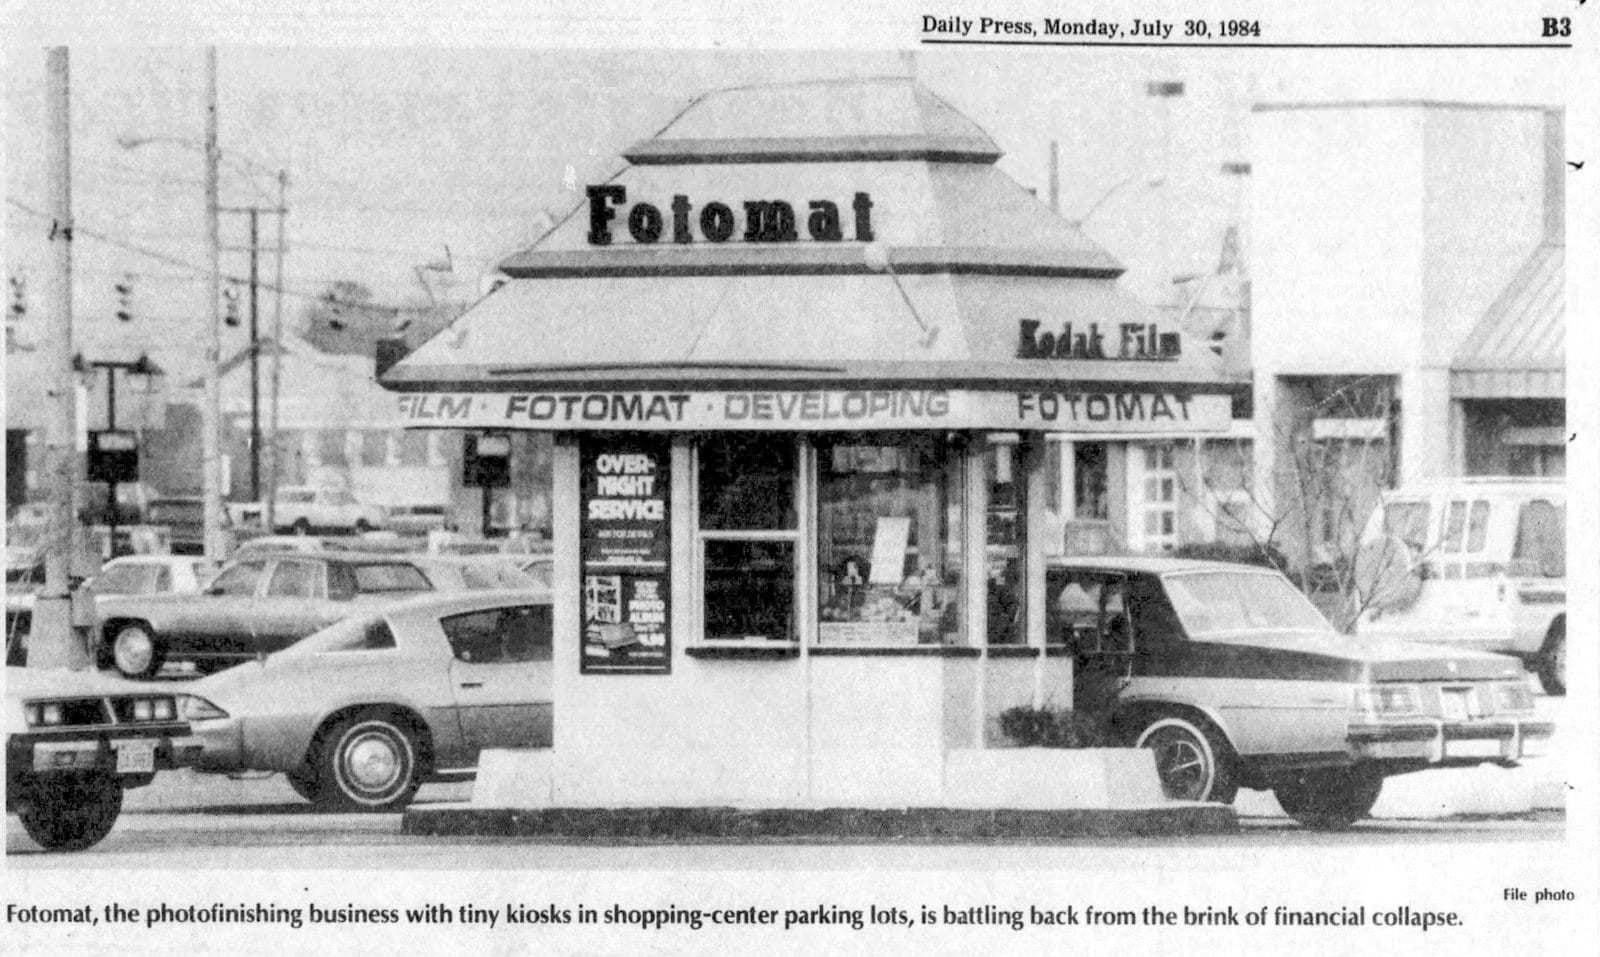 Daily Press, Monday, July 30, 1984
B3
Fotomat
Kodak Film
FILM · FOTOMAT · DEVELOPING
FOTOMAT
OVER-
NIGHT
SERVICE
File photo
Fotomat, the photofinishing business with tiny kiosks in shopping-center parking lots, is battling back from the brink of financial collapse.